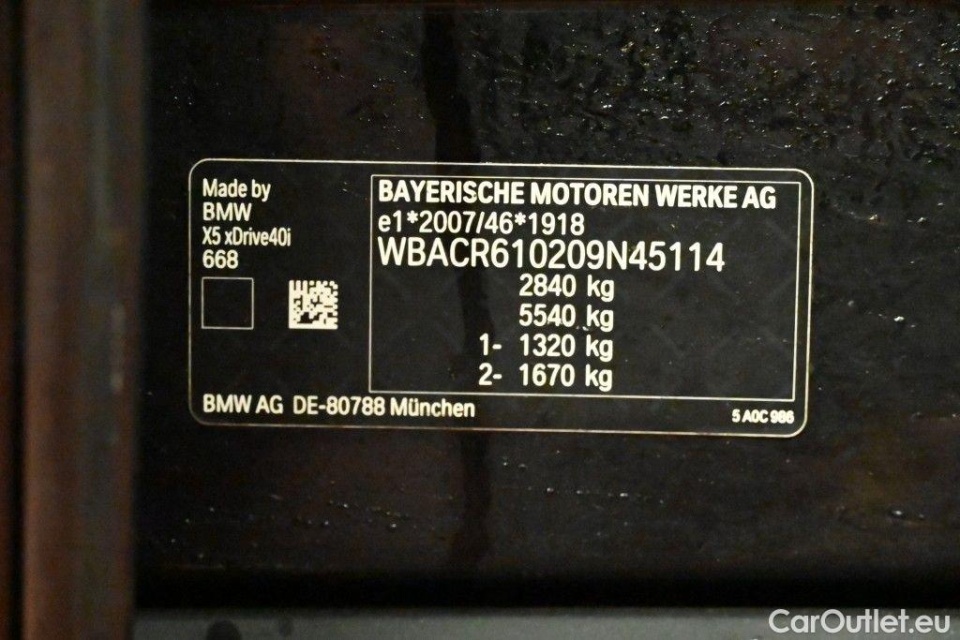 Made by
BMW
X5 xDrive40i
668
BAYERISCHE MOTOREN WERKE AG
e1*2007/46*1918
WBACR610209N45114
2840 kg
5540 kg
1- 1320 kg
2- 1670 kg
BMW AG DE-80788 München
5 A0C 986
CarOutlet.eu